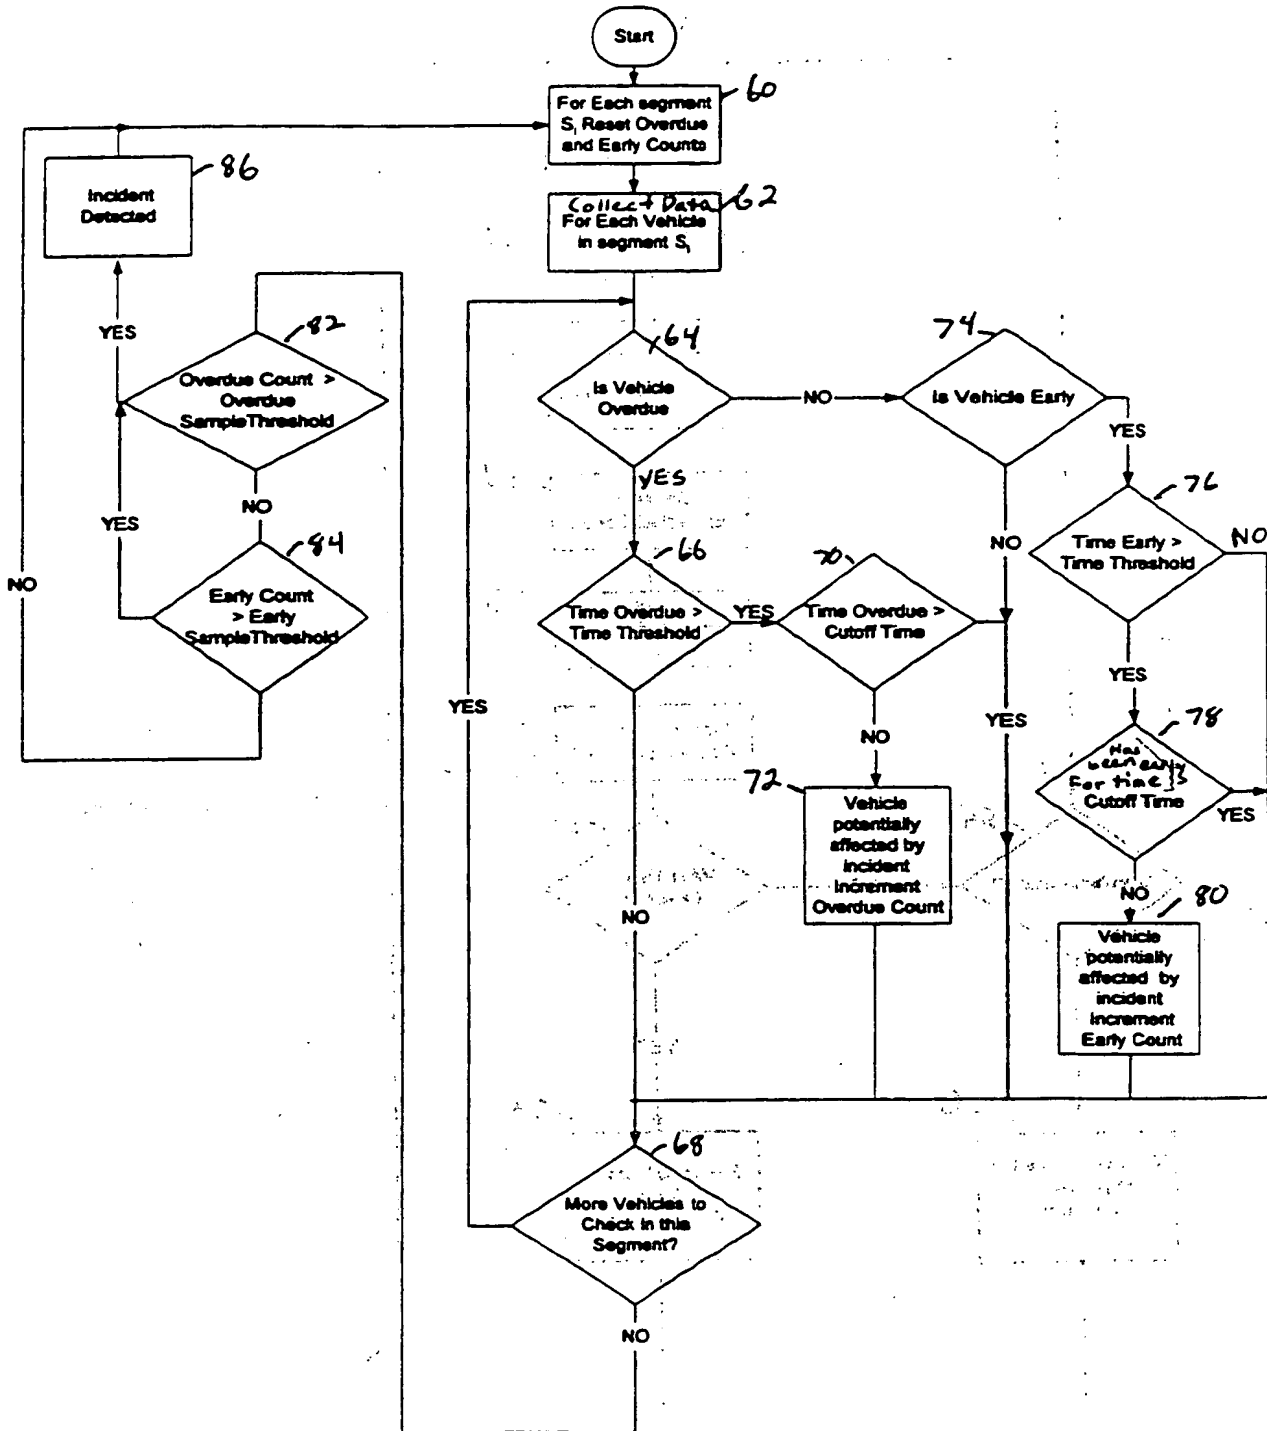 Start
60
For Each segment
Si Reset Overdue
and Early Counts
86
Incident
Detected
Collect Data
62
For Each Vehicle
in segment Si
YES
82
Overdue Count >
Overdue
SampleThreshold
64
Is Vehicle
Overdue
NO
74
Is Vehicle Early
YES
YES
76
Time Early >
Time Threshold
NO
NO
YES
84
Early Count
> Early
SampleThreshold
NO
66
Time Overdue >
Time Threshold
YES
70
Time Overdue >
Cutoff Time
NO
YES
YES
YES
NO
78
Has
been early
For time >
Cutoff Time
YES
72
Vehicle
potentially
affected by
incident
Increment
Overdue Count
NO
NO
80
Vehicle
potentially
affected by
incident
Increment
Early Count
68
More Vehicles to
Check in this
Segment?
NO